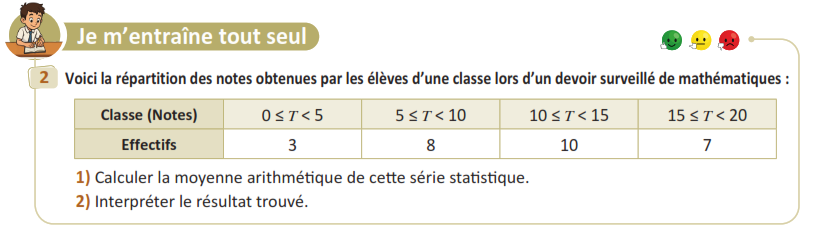 Je m'entraîne tout seul
2 Voici la répartition des notes obtenues par les élèves d'une classe lors d'un devoir surveillé de mathématiques :
Classe (Notes) 0 ≤ T < 5 5 ≤ T < 10 10 ≤ T < 15 15 ≤ T < 20
Effectifs 3 8 10 7
1) Calculer la moyenne arithmétique de cette série statistique.
2) Interpréter le résultat trouvé.